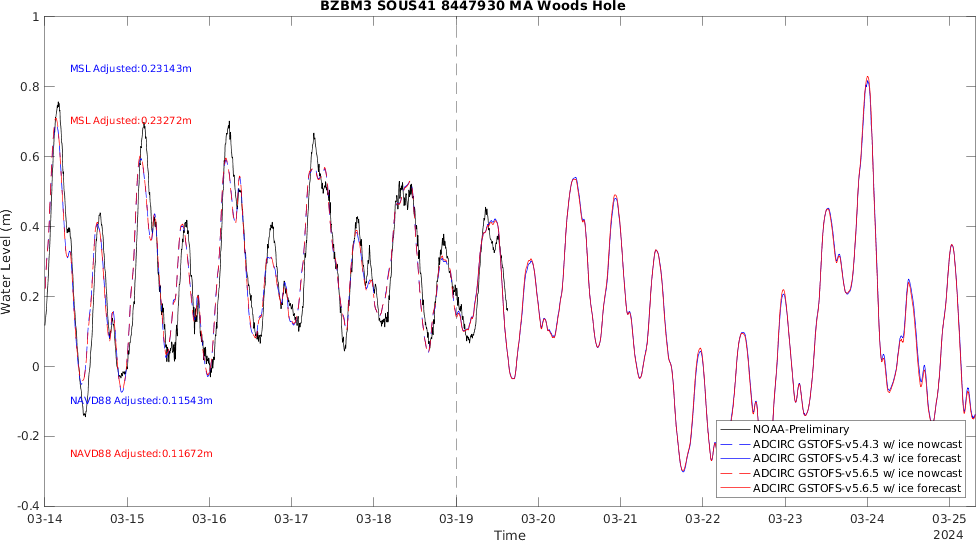 BZBM3 SOUS41 8447930 MA Woods Hole
1
0.8
0.6
0.4
0.2
0
-0.2
-0.4
Water Level (m)
MSL Adjusted:0.23143m
MSL Adjusted:0.23272m
NAVD88 Adjusted:0.11543m
NAVD88 Adjusted:0.11672m
NOAA-Preliminary
ADCIRC GSTOFS-v5.4.3 w/ ice nowcast
ADCIRC GSTOFS-v5.4.3 w/ ice forecast
ADCIRC GSTOFS-v5.6.5 w/ ice nowcast
ADCIRC GSTOFS-v5.6.5 w/ ice forecast
03-14 03-15 03-16 03-17 03-18 03-19 03-20 03-21 03-22 03-23 03-24 03-25
Time
2024